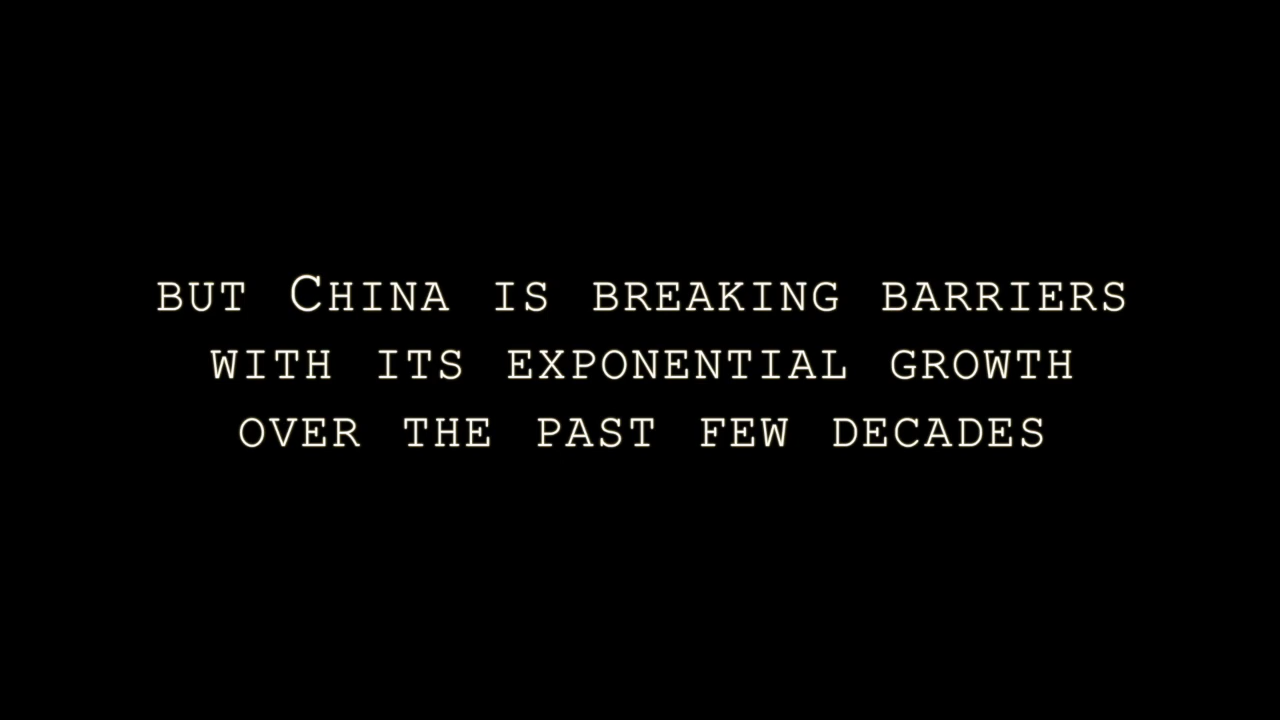 but China is breaking barriers
with its exponential growth
over the past few decades